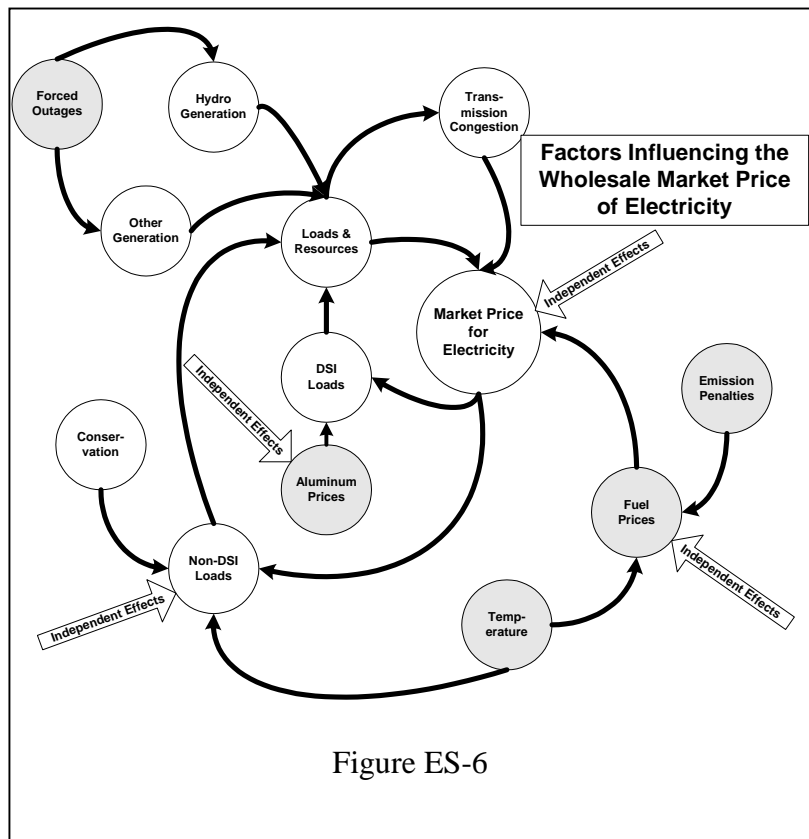 Forced
Outages
Hydro
Generation
Trans-
mission
Congestion
Factors Influencing the
Wholesale Market Price
of Electricity
Other
Generation
Loads &
Resources
Independent Effects
Market Price
for
Electricity
DSI
Loads
Independent Effects
Emission
Penalties
Conser-
vation
Aluminum
Prices
Fuel
Prices
Non-DSI
Loads
Independent Effects
Independent Effects
Temp-
erature
Figure ES-6